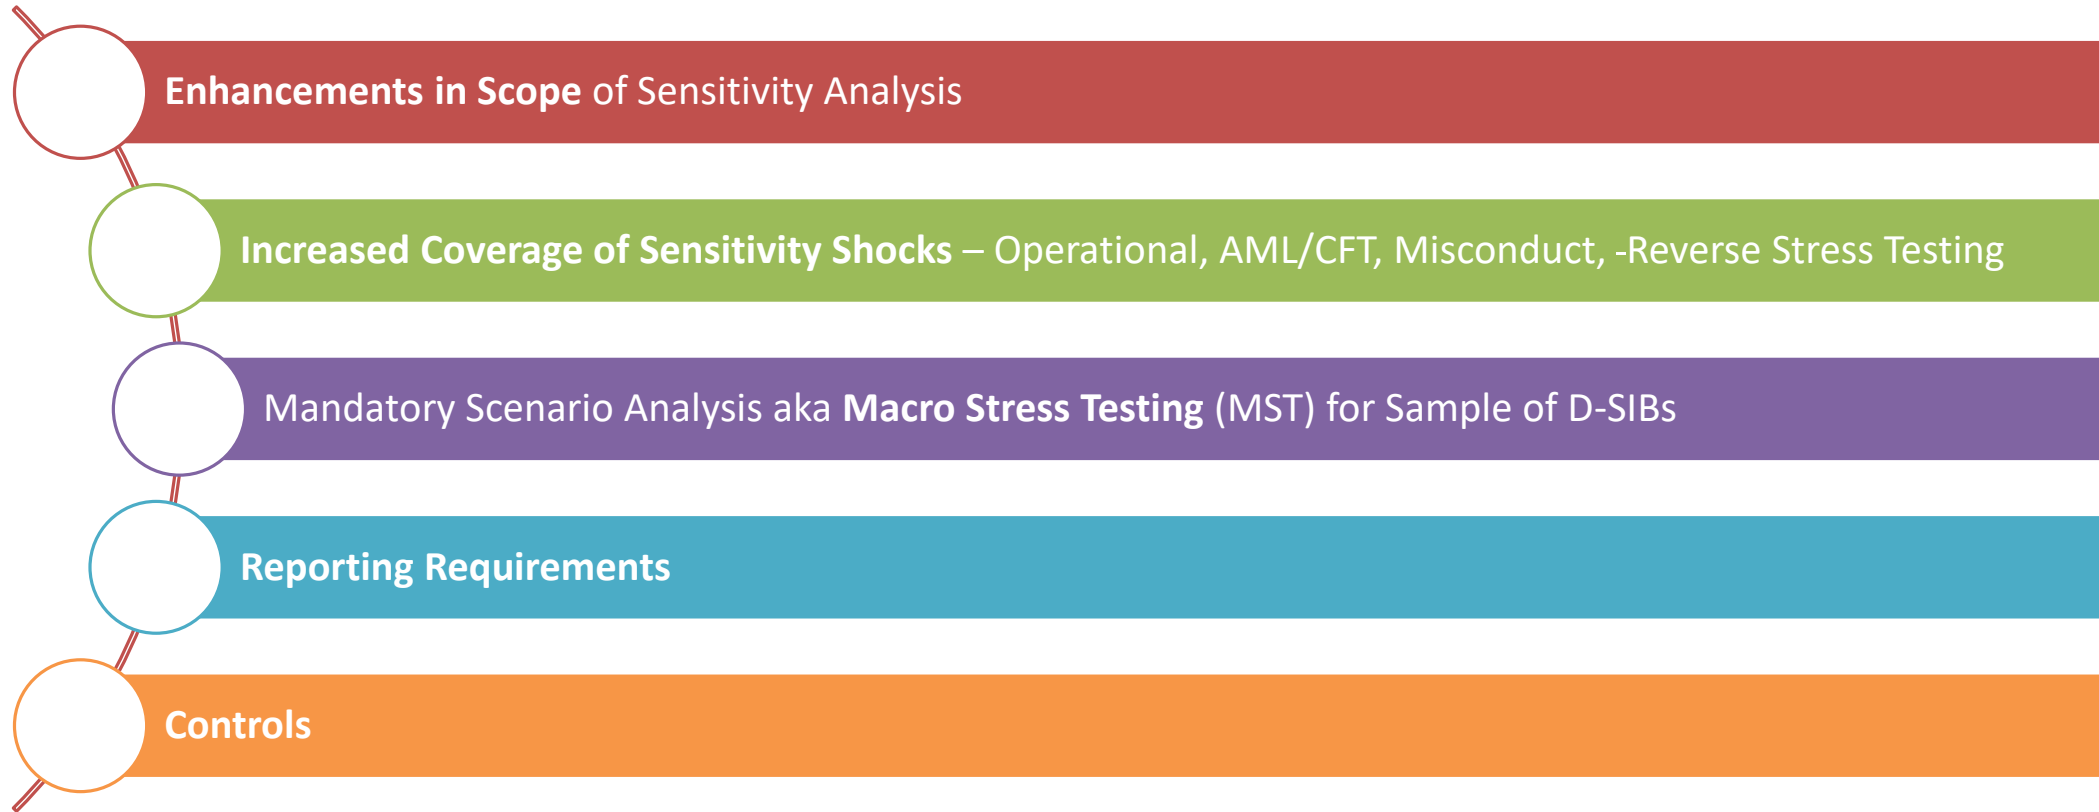 Enhancements in Scope of Sensitivity Analysis
Increased Coverage of Sensitivity Shocks – Operational, AML/CFT, Misconduct, -Reverse Stress Testing
Mandatory Scenario Analysis aka Macro Stress Testing (MST) for Sample of D-SIBs
Reporting Requirements
Controls